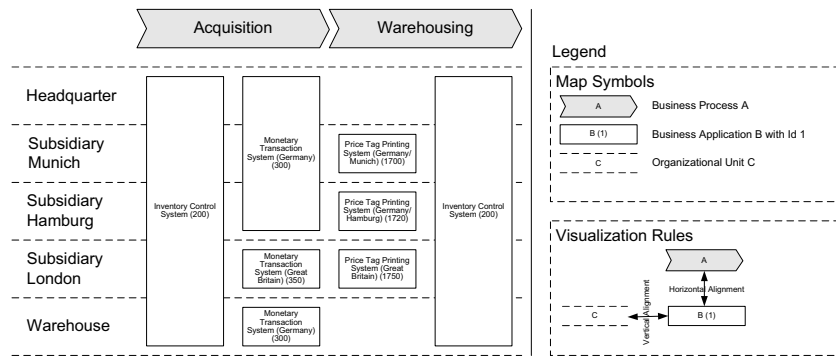 Acquisition
Warehousing
Headquarter
Subsidiary
Munich
Subsidiary
Hamburg
Subsidiary
London
Warehouse
Inventory Control
System (200)
Monetary
Transaction
System (Germany)
(300)
Monetary
Transaction
System (Great
Britain) (350)
Monetary
Transaction
System (Germany)
(300)
Price Tag Printing
System (Germany/
Munich) (1700)
Price Tag Printing
System (Germany/
Hamburg) (1720)
Price Tag Printing
System (Great
Britain) (1750)
Inventory Control
System (200)
Legend
Map Symbols
A
Business Process A
B (1)
Business Application B with Id 1
C
Organizational Unit C
Visualization Rules
A
Horizontal Alignment
C
Vertical Alignment
B (1)